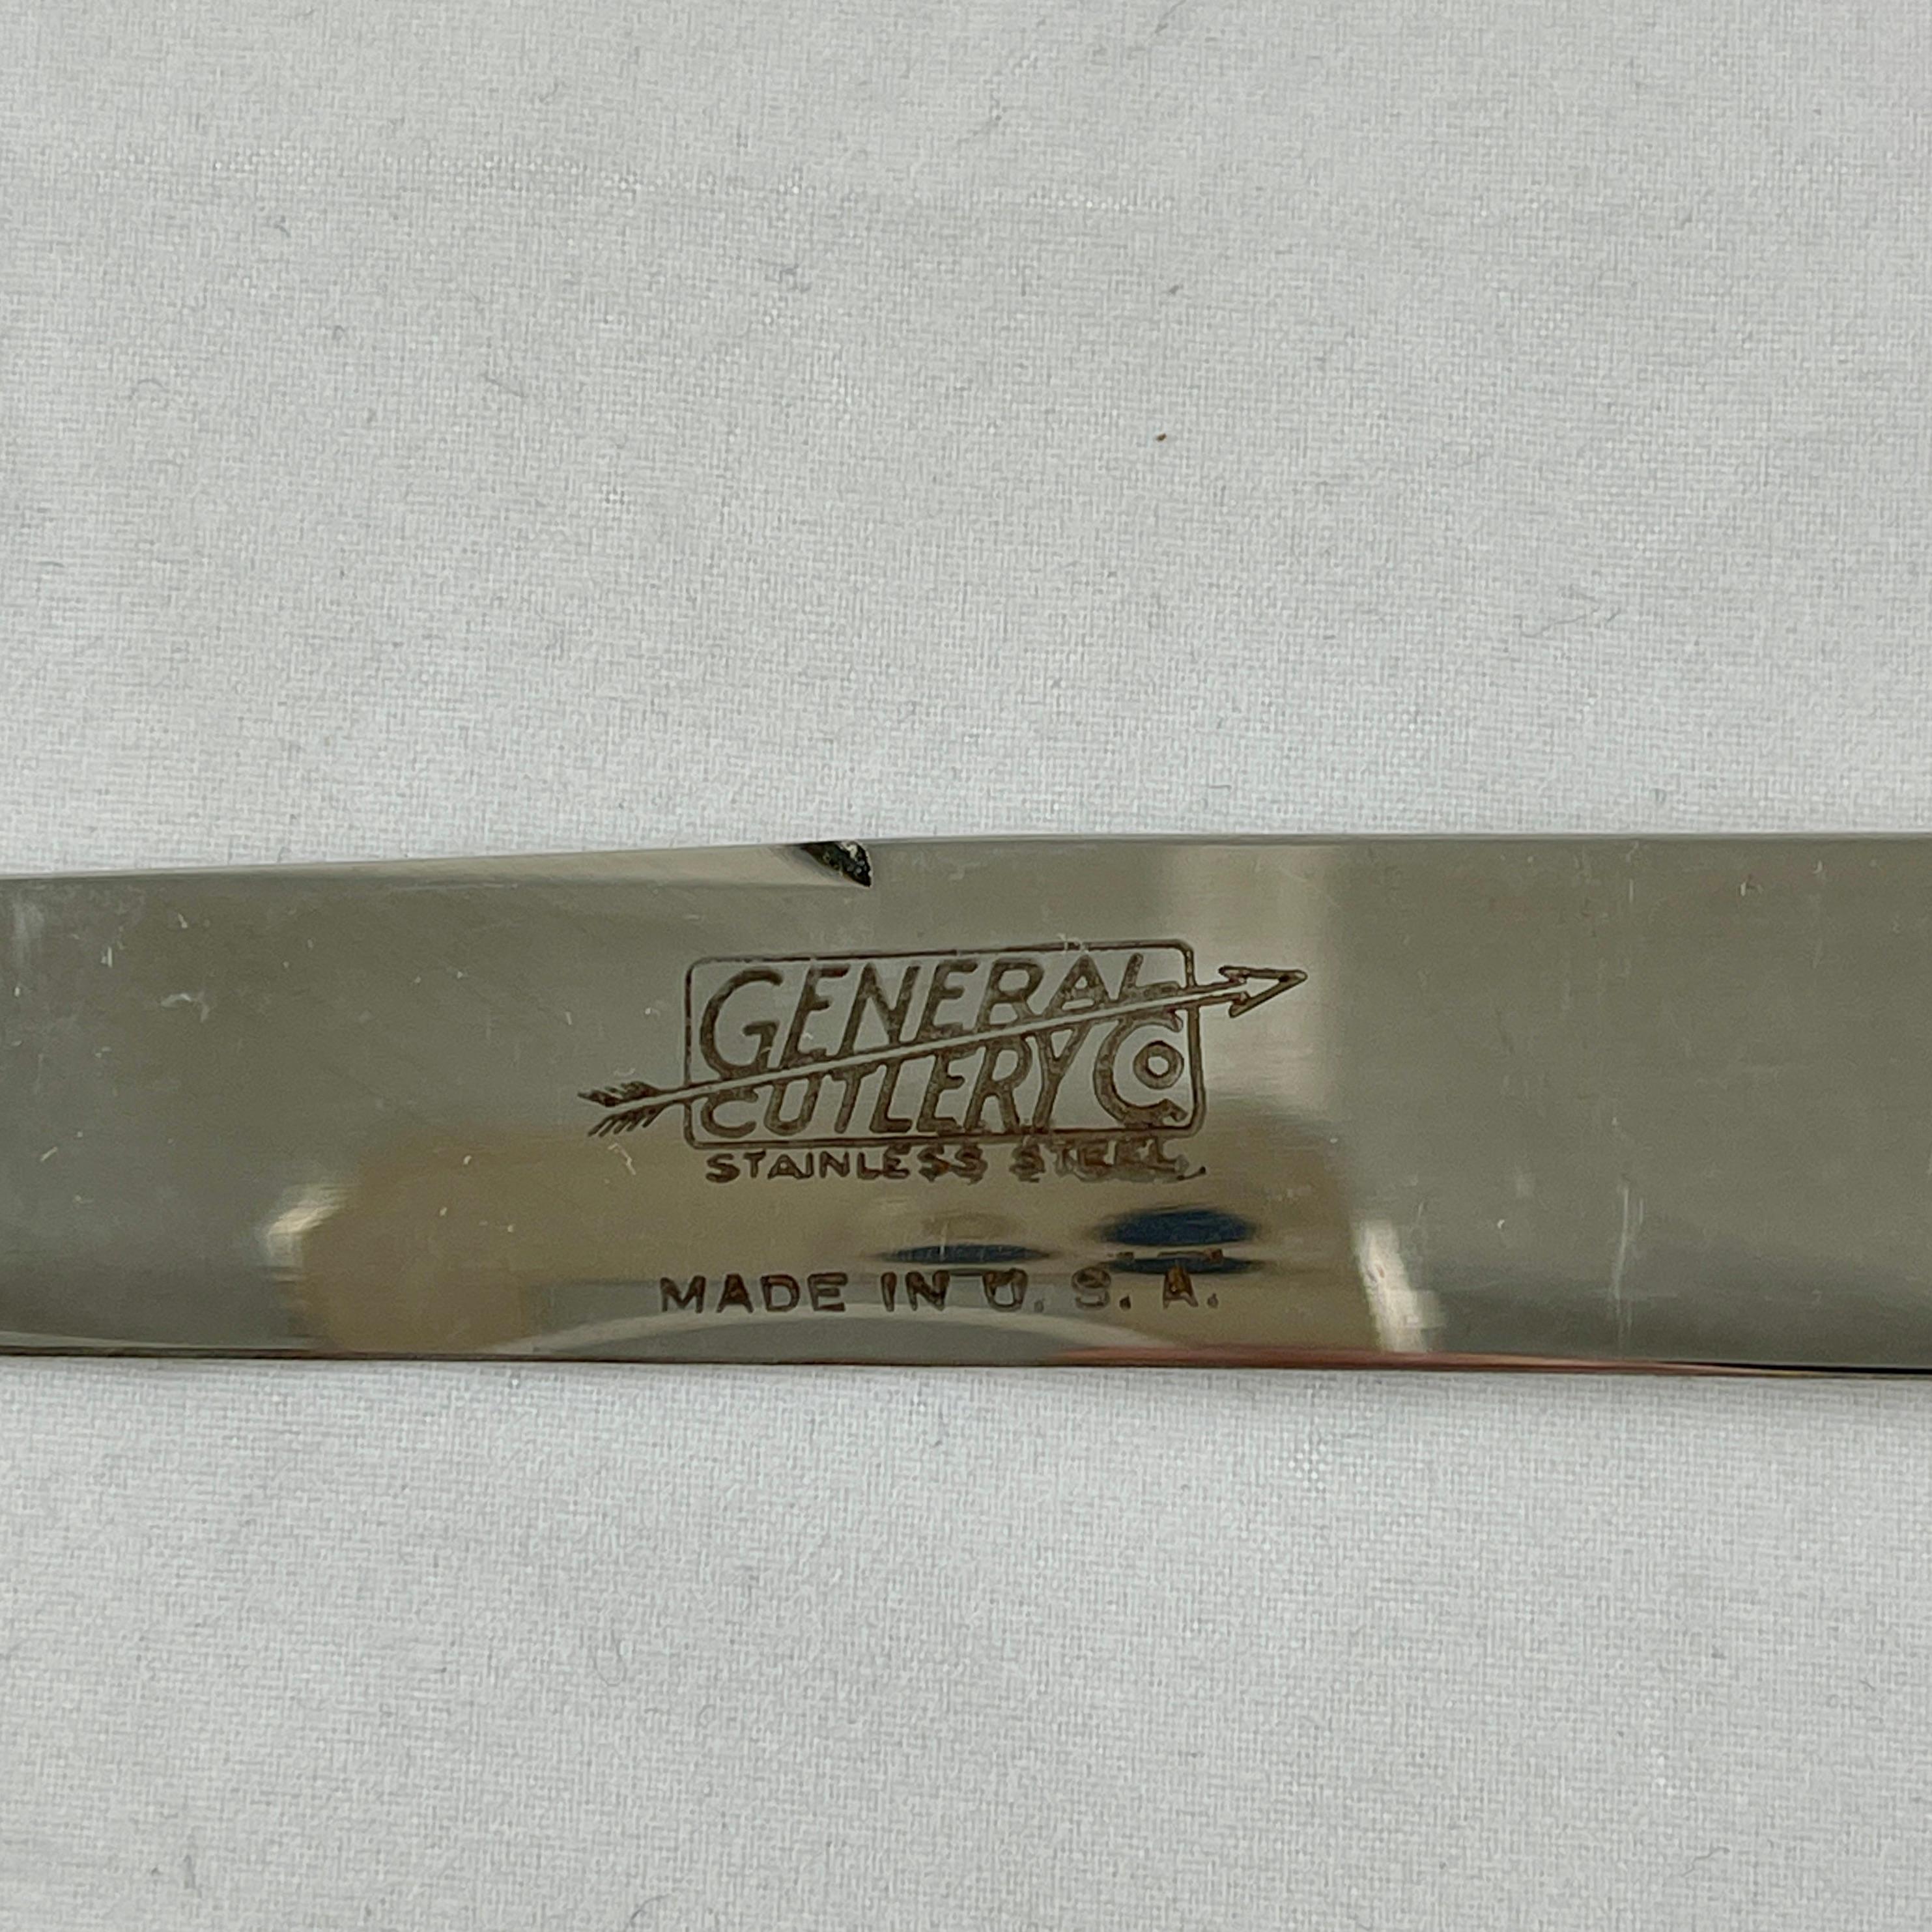 GENERAL
CUTLERY Co.
STAINLESS STEEL.
MADE IN U. S. A.